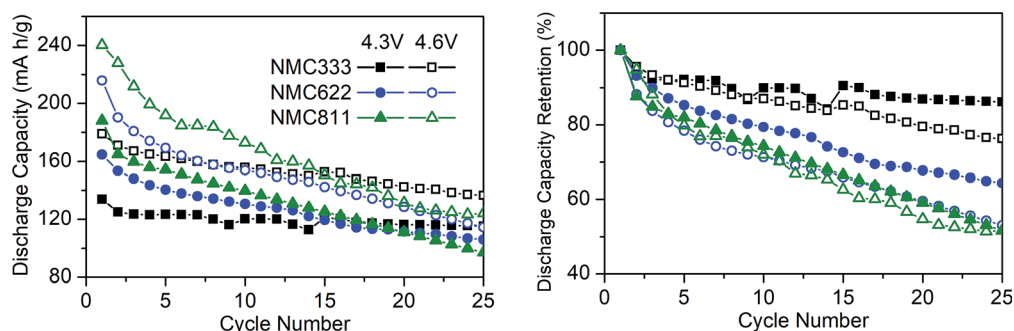 Discharge Capacity (mA h/g)
240
200
160
120
80
0 5 10 15 20 25
Cycle Number
4.3V 4.6V
NMC333
NMC622
NMC811
Discharge Capacity Retention (%)
100
80
60
40
0 5 10 15 20 25
Cycle Number